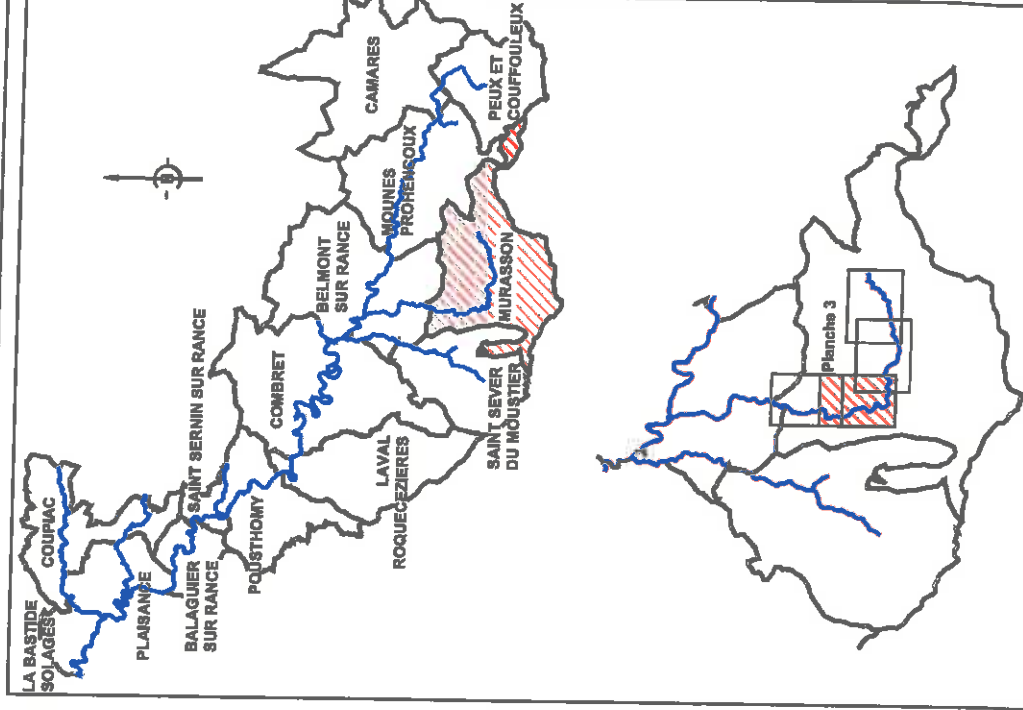 LA BASTIDE
SOLAGES
COUPIAC
PLAISANCE
BALAGUIER
SUR RANCE
SAINT SERNIN SUR RANCE
POUSTHOMY
COMBRET
LAVAL
ROQUECEZIERES
BELMONT
SUR RANCE
CAMARES
MOUNES
PROHENCOUX
PEUX ET
COUFFOULEUX
SAINT SEVER
DU MOUSTIER
MURASSON
N
Planche 3